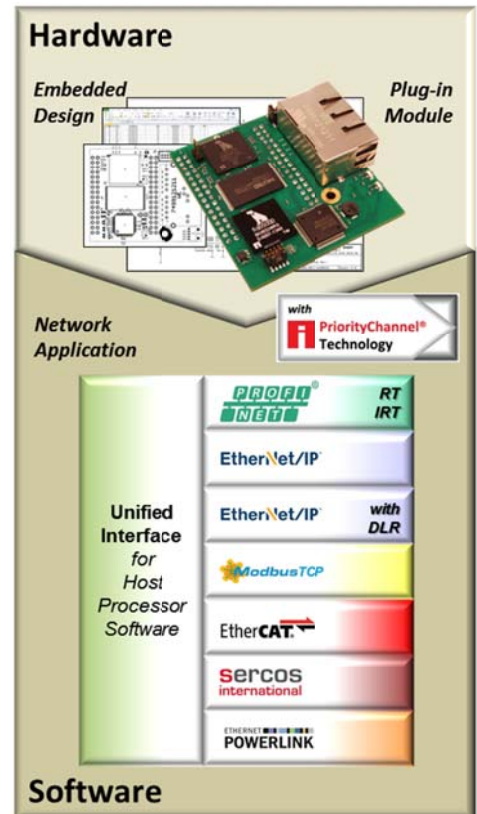 Hardware
Embedded
Design
Plug-in
Module
Network
Application
with
PriorityChannel®
Technology
PROFI®
NET
RT
IRT
EtherNet/IP
EtherNet/IP
with
DLR
Unified
Interface
for
Host
Processor
Software
ModbusTCP
EtherCAT®
sercos
international
ETHERNET
POWERLINK
Software